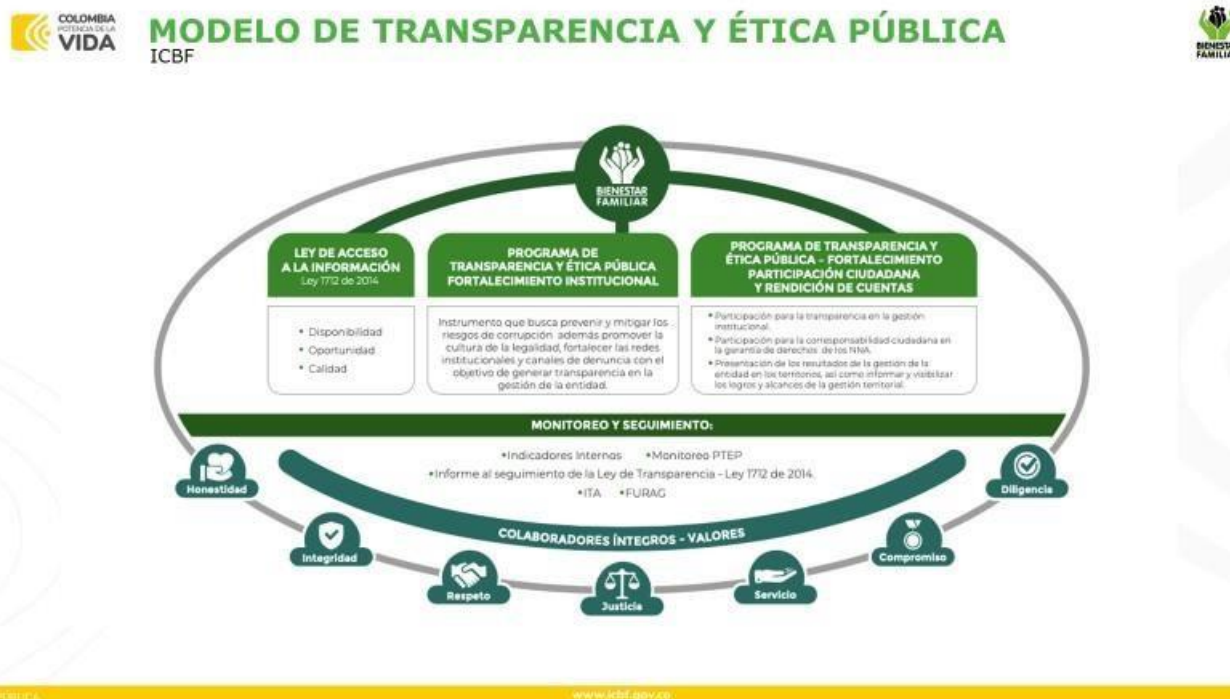 COLOMBIA
POTENCIA DE LA
VIDA
MODELO DE TRANSPARENCIA Y ÉTICA PÚBLICA
ICBF
BIENESTAR
FAMILIAR
BIENESTAR
FAMILIAR
LEY DE ACCESO
A LA INFORMACIÓN
Ley 1712 de 2014
• Disponibilidad
• Oportunidad
• Calidad
PROGRAMA DE
TRANSPARENCIA Y ÉTICA PÚBLICA
FORTALECIMIENTO INSTITUCIONAL
Instrumento que busca prevenir y mitigar los
riesgos de corrupción además promover la
cultura de la legalidad, fortalecer las redes
institucionales y canales de denuncia con el
objetivo de generar transparencia en la
gestión de la entidad.
PROGRAMA DE TRANSPARENCIA Y
ÉTICA PÚBLICA – FORTALECIMIENTO
PARTICIPACIÓN CIUDADANA
Y RENDICIÓN DE CUENTAS
• Participación para la transparencia en la gestión
institucional.
• Participación para la corresponsabilidad ciudadana en
la garantía de derechos de los NNA.
• Presentación de los resultados de la gestión de la
entidad en los territorios, así como informar y visibilizar
los logros y alcances de la gestión territorial.
MONITOREO Y SEGUIMIENTO:
•Indicadores Internos •Monitoreo PTEP
•Informe al seguimiento de la Ley de Transparencia – Ley 1712 de 2014.
•ITA •FURAG
COLABORADORES ÍNTEGROS - VALORES
Honestidad
Integridad
Respeto
Justicia
Servicio
Compromiso
Diligencia
PÚBLICA
www.icbf.gov.co